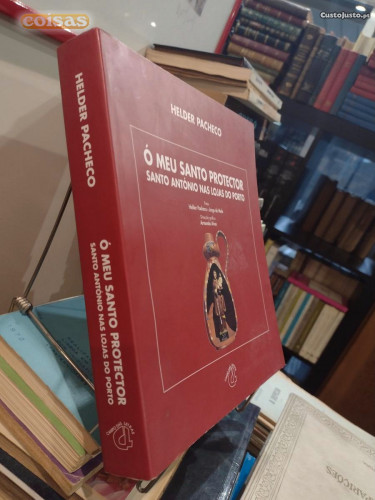 coisas
CustoJusto.pt
HELDER PACHECO
Ó MEU SANTO PROTECTOR
SANTO ANTÓNIO NAS LOJAS DO PORTO
HELDER PACHECO
Ó MEU SANTO PROTECTOR
SANTO ANTÓNIO NAS LOJAS DO PORTO